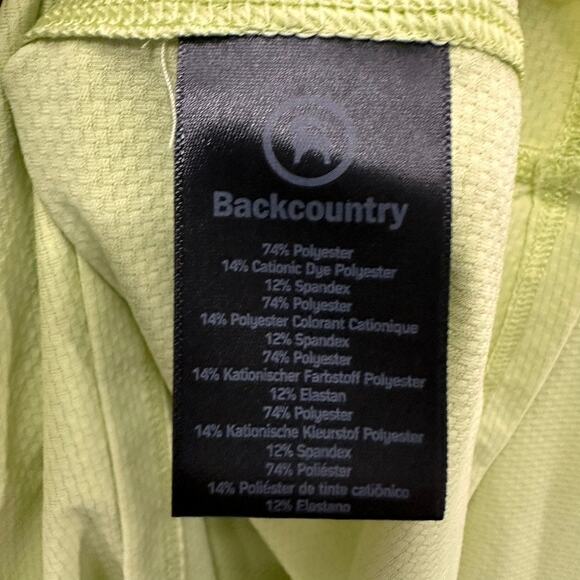 Backcountry
74% Polyester
14% Cationic Dye Polyester
12% Spandex
74% Polyester
14% Polyester Colorant Cationique
12% Spandex
74% Polyester
14% Kationischer Farbstoff Polyester
12% Elastan
74% Polyester
14% Kationische Kleurstof Polyester
12% Spandex
74% Poliéster
14% Poliéster de tinte catiônico
12% Elastano